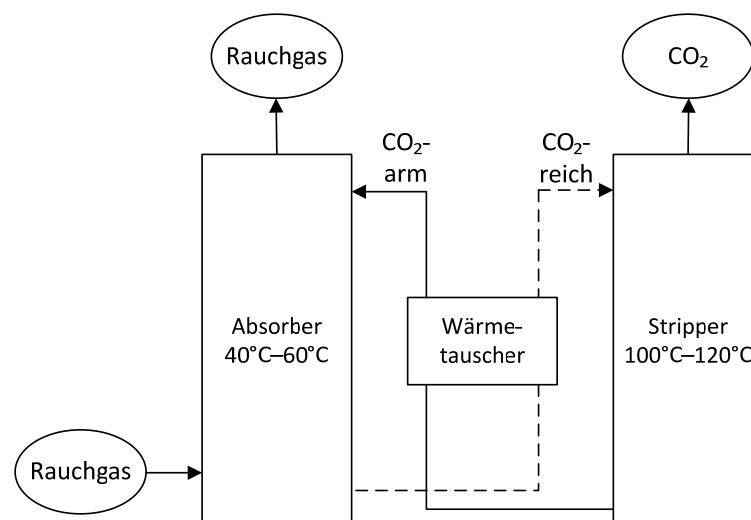 Rauchgas
CO₂
CO₂-
arm
CO₂-
reich
Absorber
40°C–60°C
Wärme-
tauscher
Stripper
100°C–120°C
Rauchgas